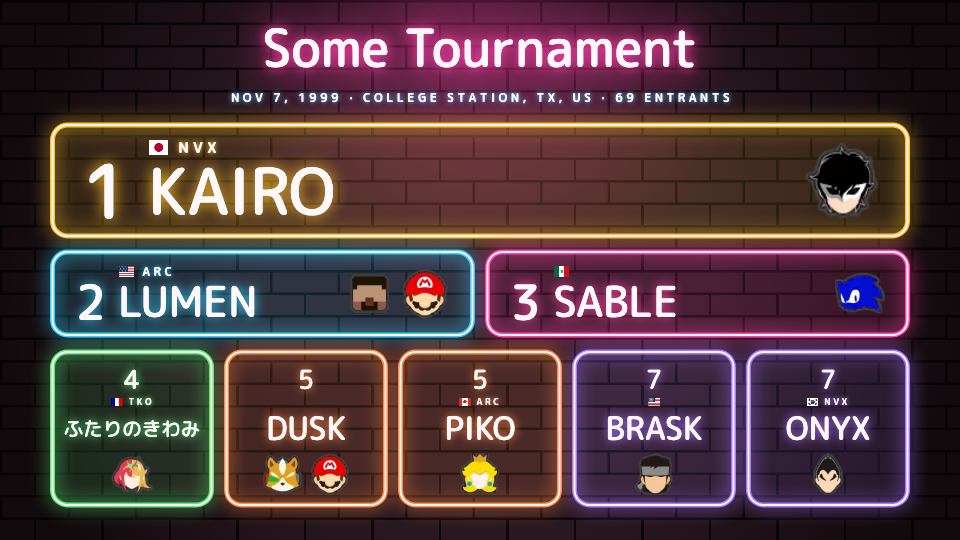 Some Tournament
NOV 7, 1999 · COLLEGE STATION, TX, US · 69 ENTRANTS
NVX
1 KAIRO
ARC
2 LUMEN
3 SABLE
4
TKO
ふたりのきわみ
5
DUSK
5
ARC
PIKO
7
BRASK
7
NVX
ONYX